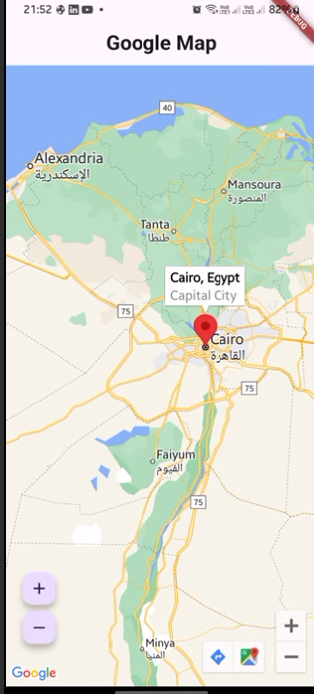 21:52
82%
DEBUG
Google Map
40
Alexandria
الإسكندرية
Mansoura
المنصورة
Tanta
طنطا
Cairo, Egypt
Capital City
75
Cairo
القاهرة
75
Faiyum
الفيوم
75
+
−
Minya
المنيا
+
−
Google